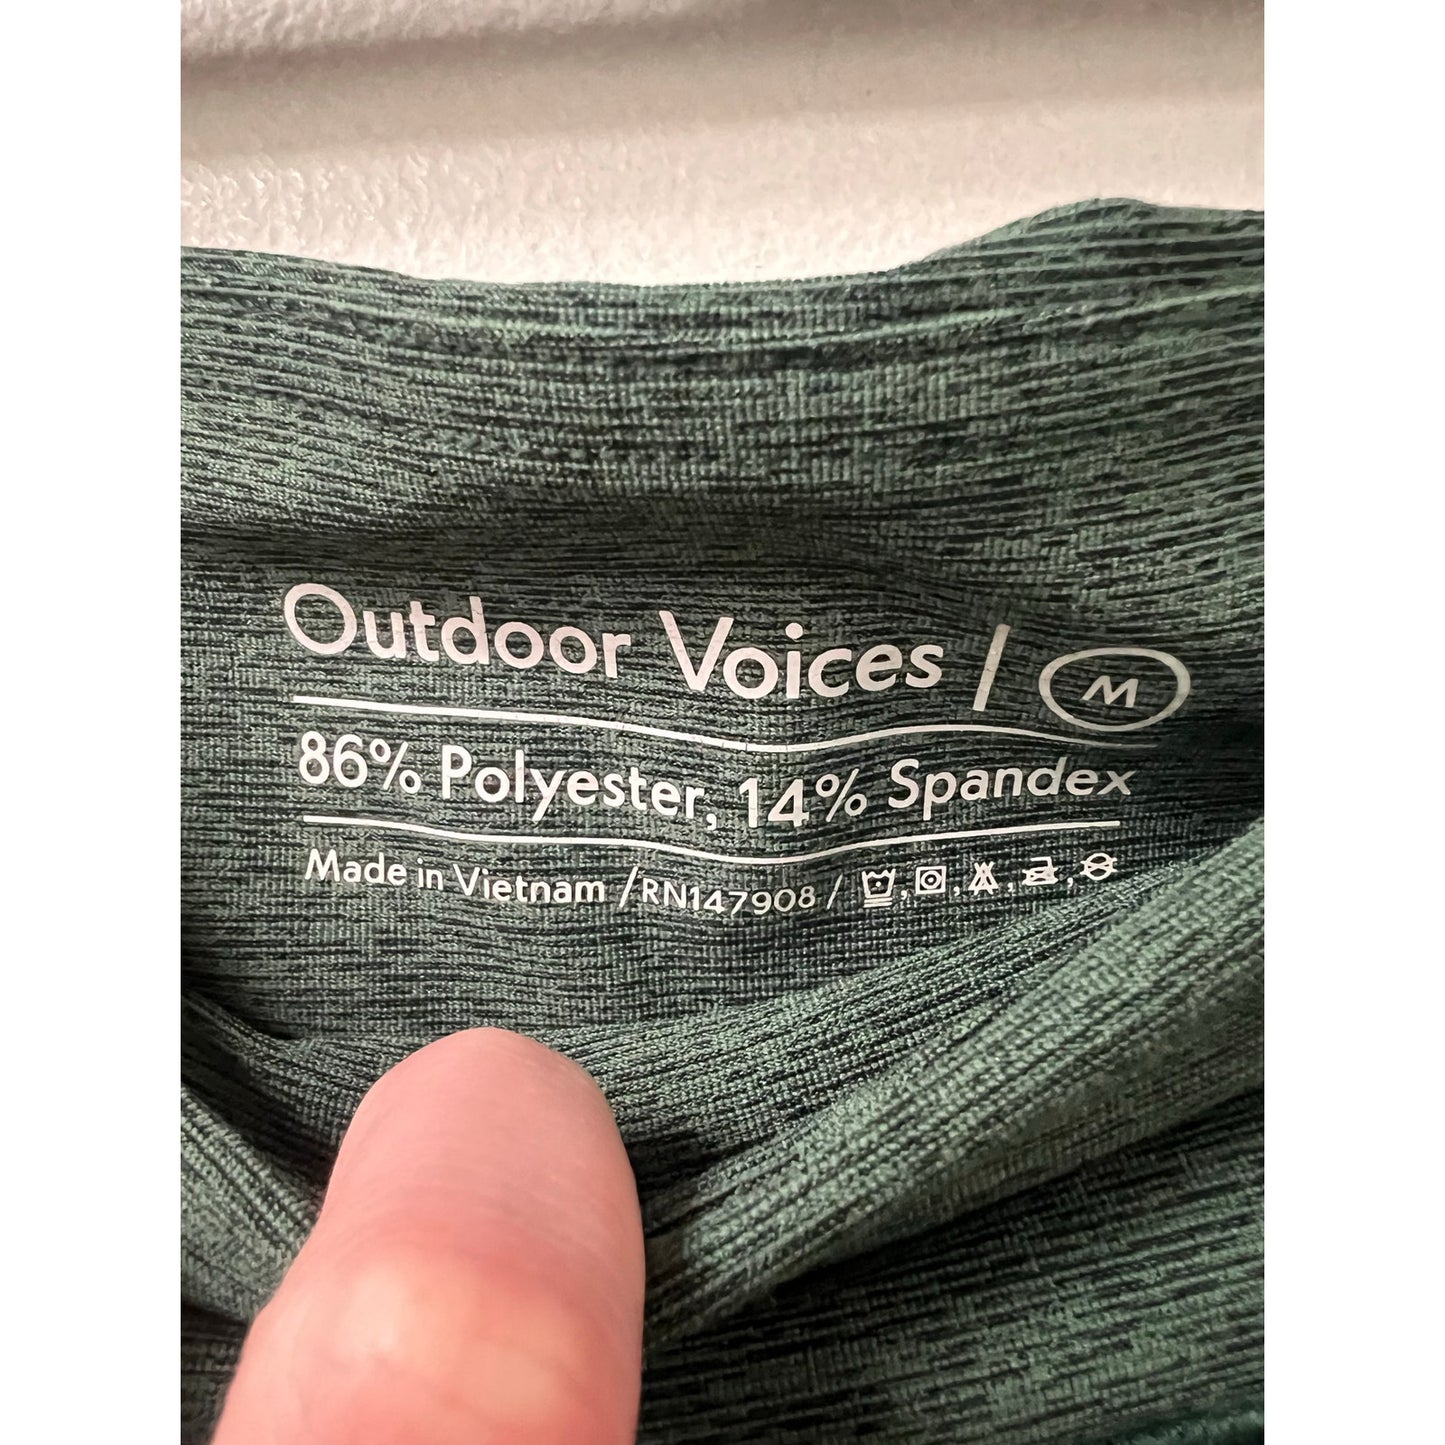 Outdoor Voices / M
86% Polyester, 14% Spandex
Made in Vietnam /RN147908 /